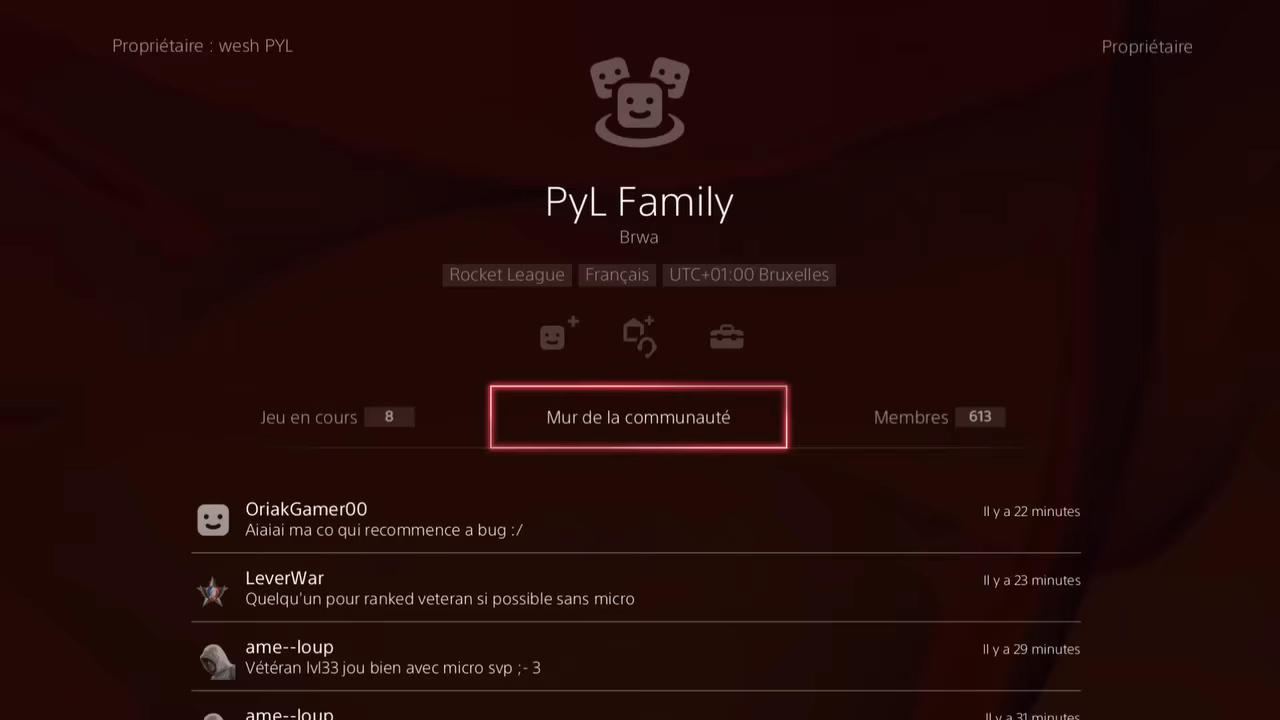 Propriétaire : wesh PYL
Propriétaire
PyL Family
Brwa
Rocket League Français UTC+01:00 Bruxelles
Jeu en cours 8
Mur de la communauté
Membres 613
OriakGamer00
Il y a 22 minutes
Aiaiai ma co qui recommence a bug :/
LeverWar
Il y a 23 minutes
Quelqu'un pour ranked veteran si possible sans micro
ame--loup
Il y a 29 minutes
Vétéran lvl33 jou bien avec micro svp ;- 3
ame--loup
Il y a 31 minutes